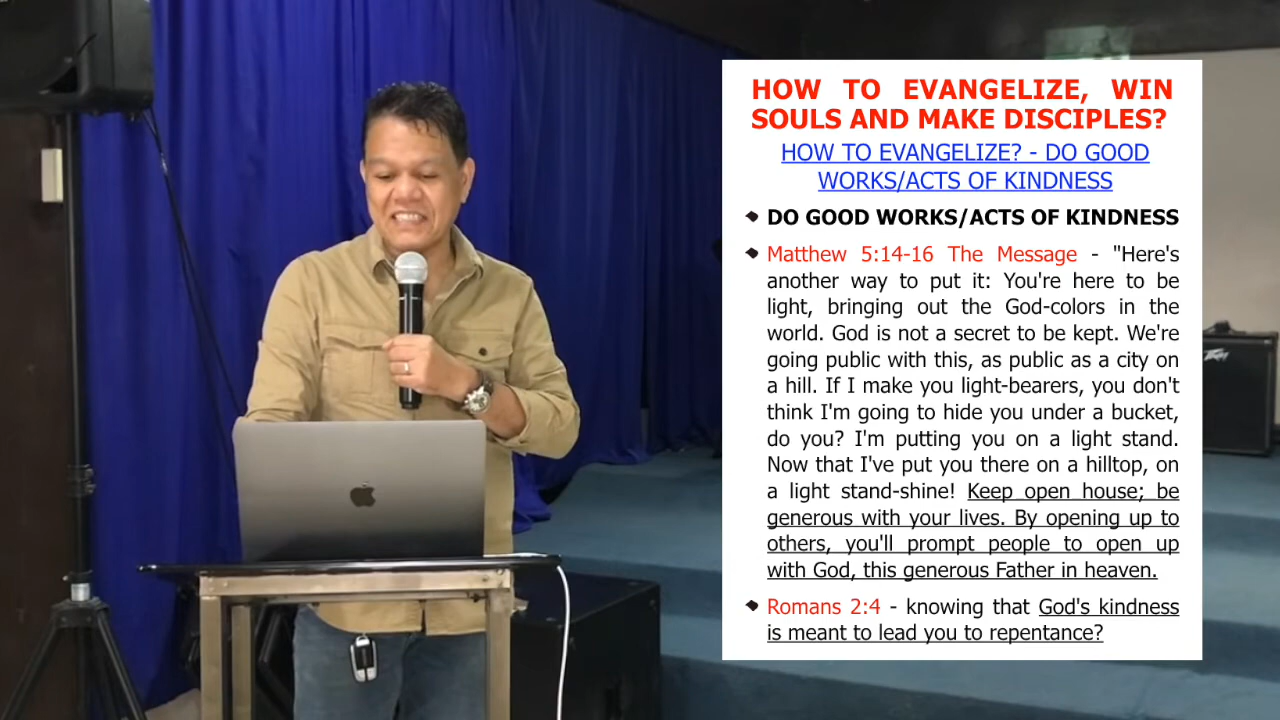 HOW TO EVANGELIZE, WIN
SOULS AND MAKE DISCIPLES?
HOW TO EVANGELIZE? - DO GOOD
WORKS/ACTS OF KINDNESS
DO GOOD WORKS/ACTS OF KINDNESS
Matthew 5:14-16 The Message - "Here's
another way to put it: You're here to be
light, bringing out the God-colors in the
world. God is not a secret to be kept. We're
going public with this, as public as a city on
a hill. If I make you light-bearers, you don't
think I'm going to hide you under a bucket,
do you? I'm putting you on a light stand.
Now that I've put you there on a hilltop, on
a light stand-shine! Keep open house; be
generous with your lives. By opening up to
others, you'll prompt people to open up
with God, this generous Father in heaven.
Romans 2:4 - knowing that God's kindness
is meant to lead you to repentance?
PEAVEY